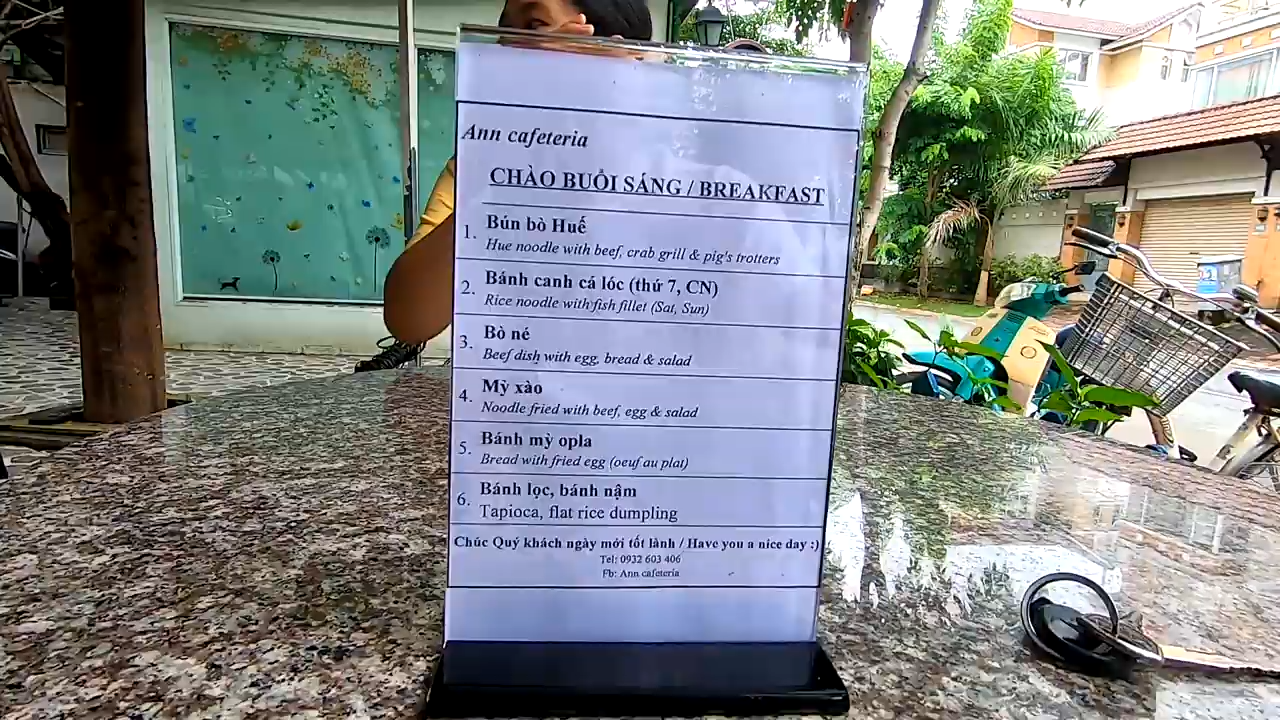 Ann cafeteria
CHÀO BUỔI SÁNG / BREAKFAST
1. Bún bò Huế
Hue noodle with beef, crab grill & pig's trotters
2. Bánh canh cá lóc (thứ 7, CN)
Rice noodle with fish fillet (Sat, Sun)
3. Bò né
Beef dish with egg, bread & salad
4. Mỳ xào
Noodle fried with beef, egg & salad
5. Bánh mỳ opla
Bread with fried egg (oeuf au plat)
6. Bánh lọc, bánh nậm
Tapioca, flat rice dumpling
Chúc Quý khách ngày mới tốt lành / Have you a nice day :)
Tel: 0932 603 406
Fb: Ann cafeteria